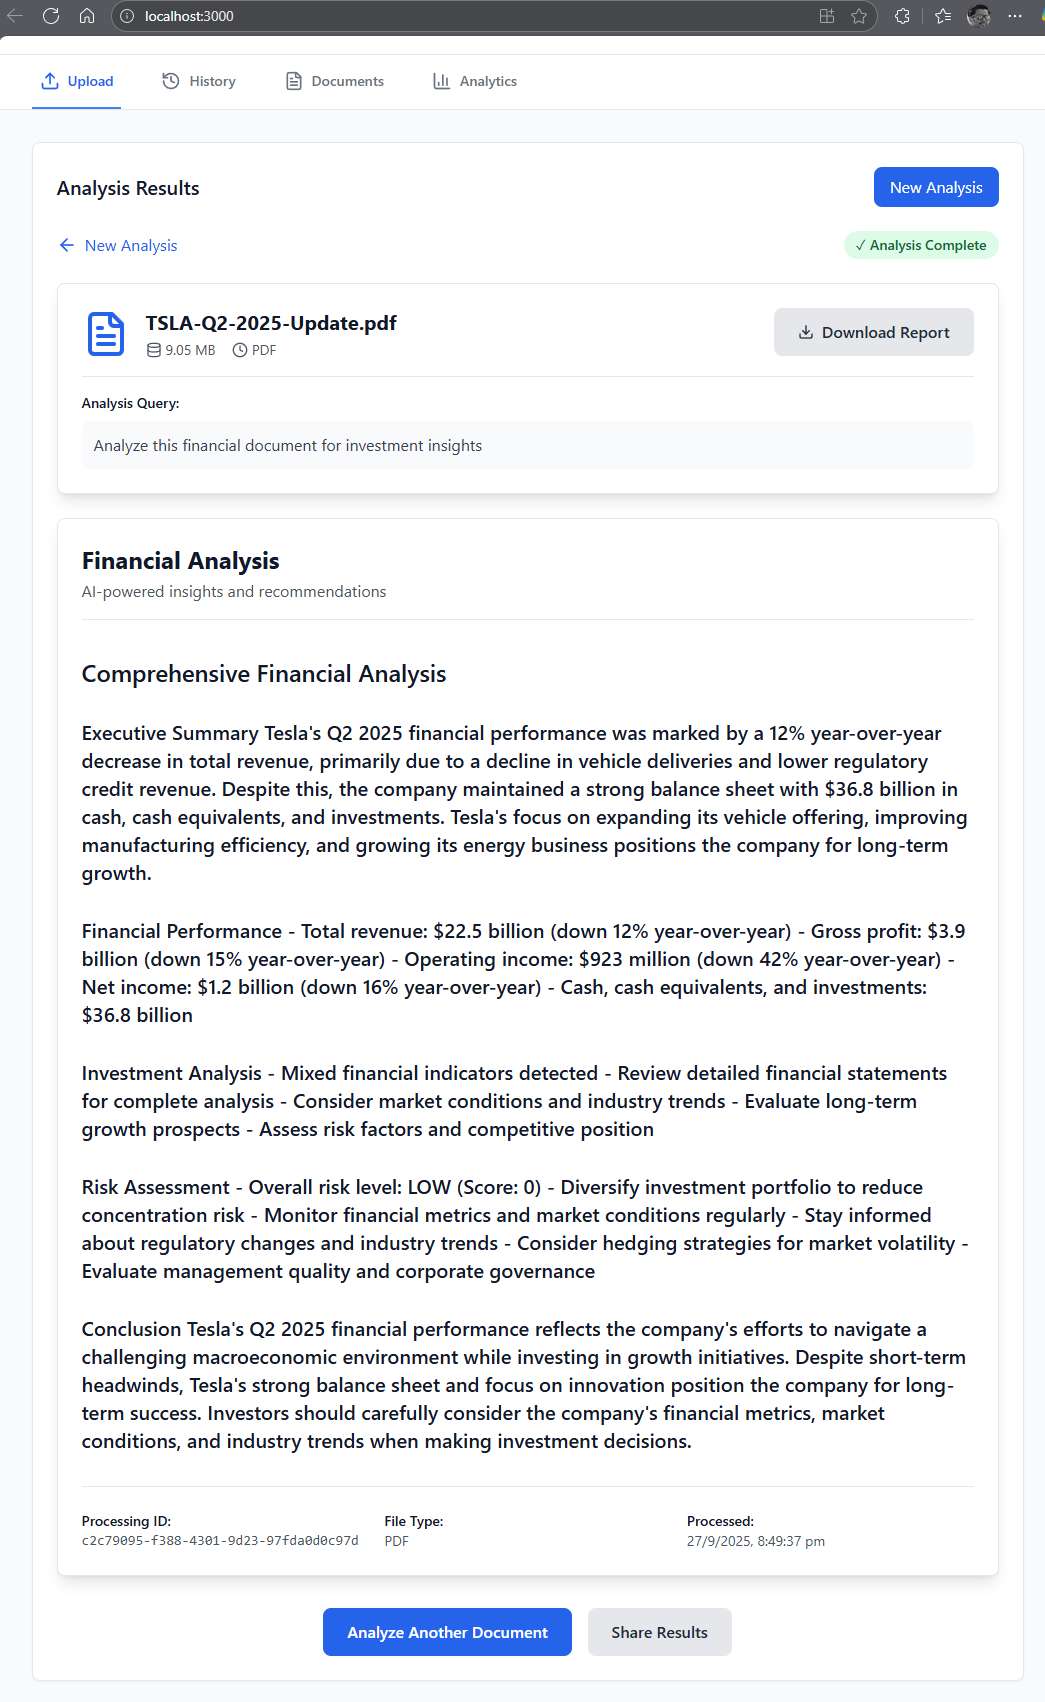 localhost:3000
Upload
History
Documents
Analytics
Analysis Results
New Analysis
New Analysis
✓ Analysis Complete
TSLA-Q2-2025-Update.pdf
9.05 MB
PDF
Download Report
Analysis Query:
Analyze this financial document for investment insights
Financial Analysis
AI-powered insights and recommendations
Comprehensive Financial Analysis
Executive Summary Tesla's Q2 2025 financial performance was marked by a 12% year-over-year
decrease in total revenue, primarily due to a decline in vehicle deliveries and lower regulatory
credit revenue. Despite this, the company maintained a strong balance sheet with $36.8 billion in
cash, cash equivalents, and investments. Tesla's focus on expanding its vehicle offering, improving
manufacturing efficiency, and growing its energy business positions the company for long-term
growth.
Financial Performance - Total revenue: $22.5 billion (down 12% year-over-year) - Gross profit: $3.9
billion (down 15% year-over-year) - Operating income: $923 million (down 42% year-over-year) -
Net income: $1.2 billion (down 16% year-over-year) - Cash, cash equivalents, and investments:
$36.8 billion
Investment Analysis - Mixed financial indicators detected - Review detailed financial statements
for complete analysis - Consider market conditions and industry trends - Evaluate long-term
growth prospects - Assess risk factors and competitive position
Risk Assessment - Overall risk level: LOW (Score: 0) - Diversify investment portfolio to reduce
concentration risk - Monitor financial metrics and market conditions regularly - Stay informed
about regulatory changes and industry trends - Consider hedging strategies for market volatility -
Evaluate management quality and corporate governance
Conclusion Tesla's Q2 2025 financial performance reflects the company's efforts to navigate a
challenging macroeconomic environment while investing in growth initiatives. Despite short-term
headwinds, Tesla's strong balance sheet and focus on innovation position the company for long-
term success. Investors should carefully consider the company's financial metrics, market
conditions, and industry trends when making investment decisions.
Processing ID:
c2c79095-f388-4301-9d23-97fda0d0c97d
File Type:
PDF
Processed:
27/9/2025, 8:49:37 pm
Analyze Another Document
Share Results